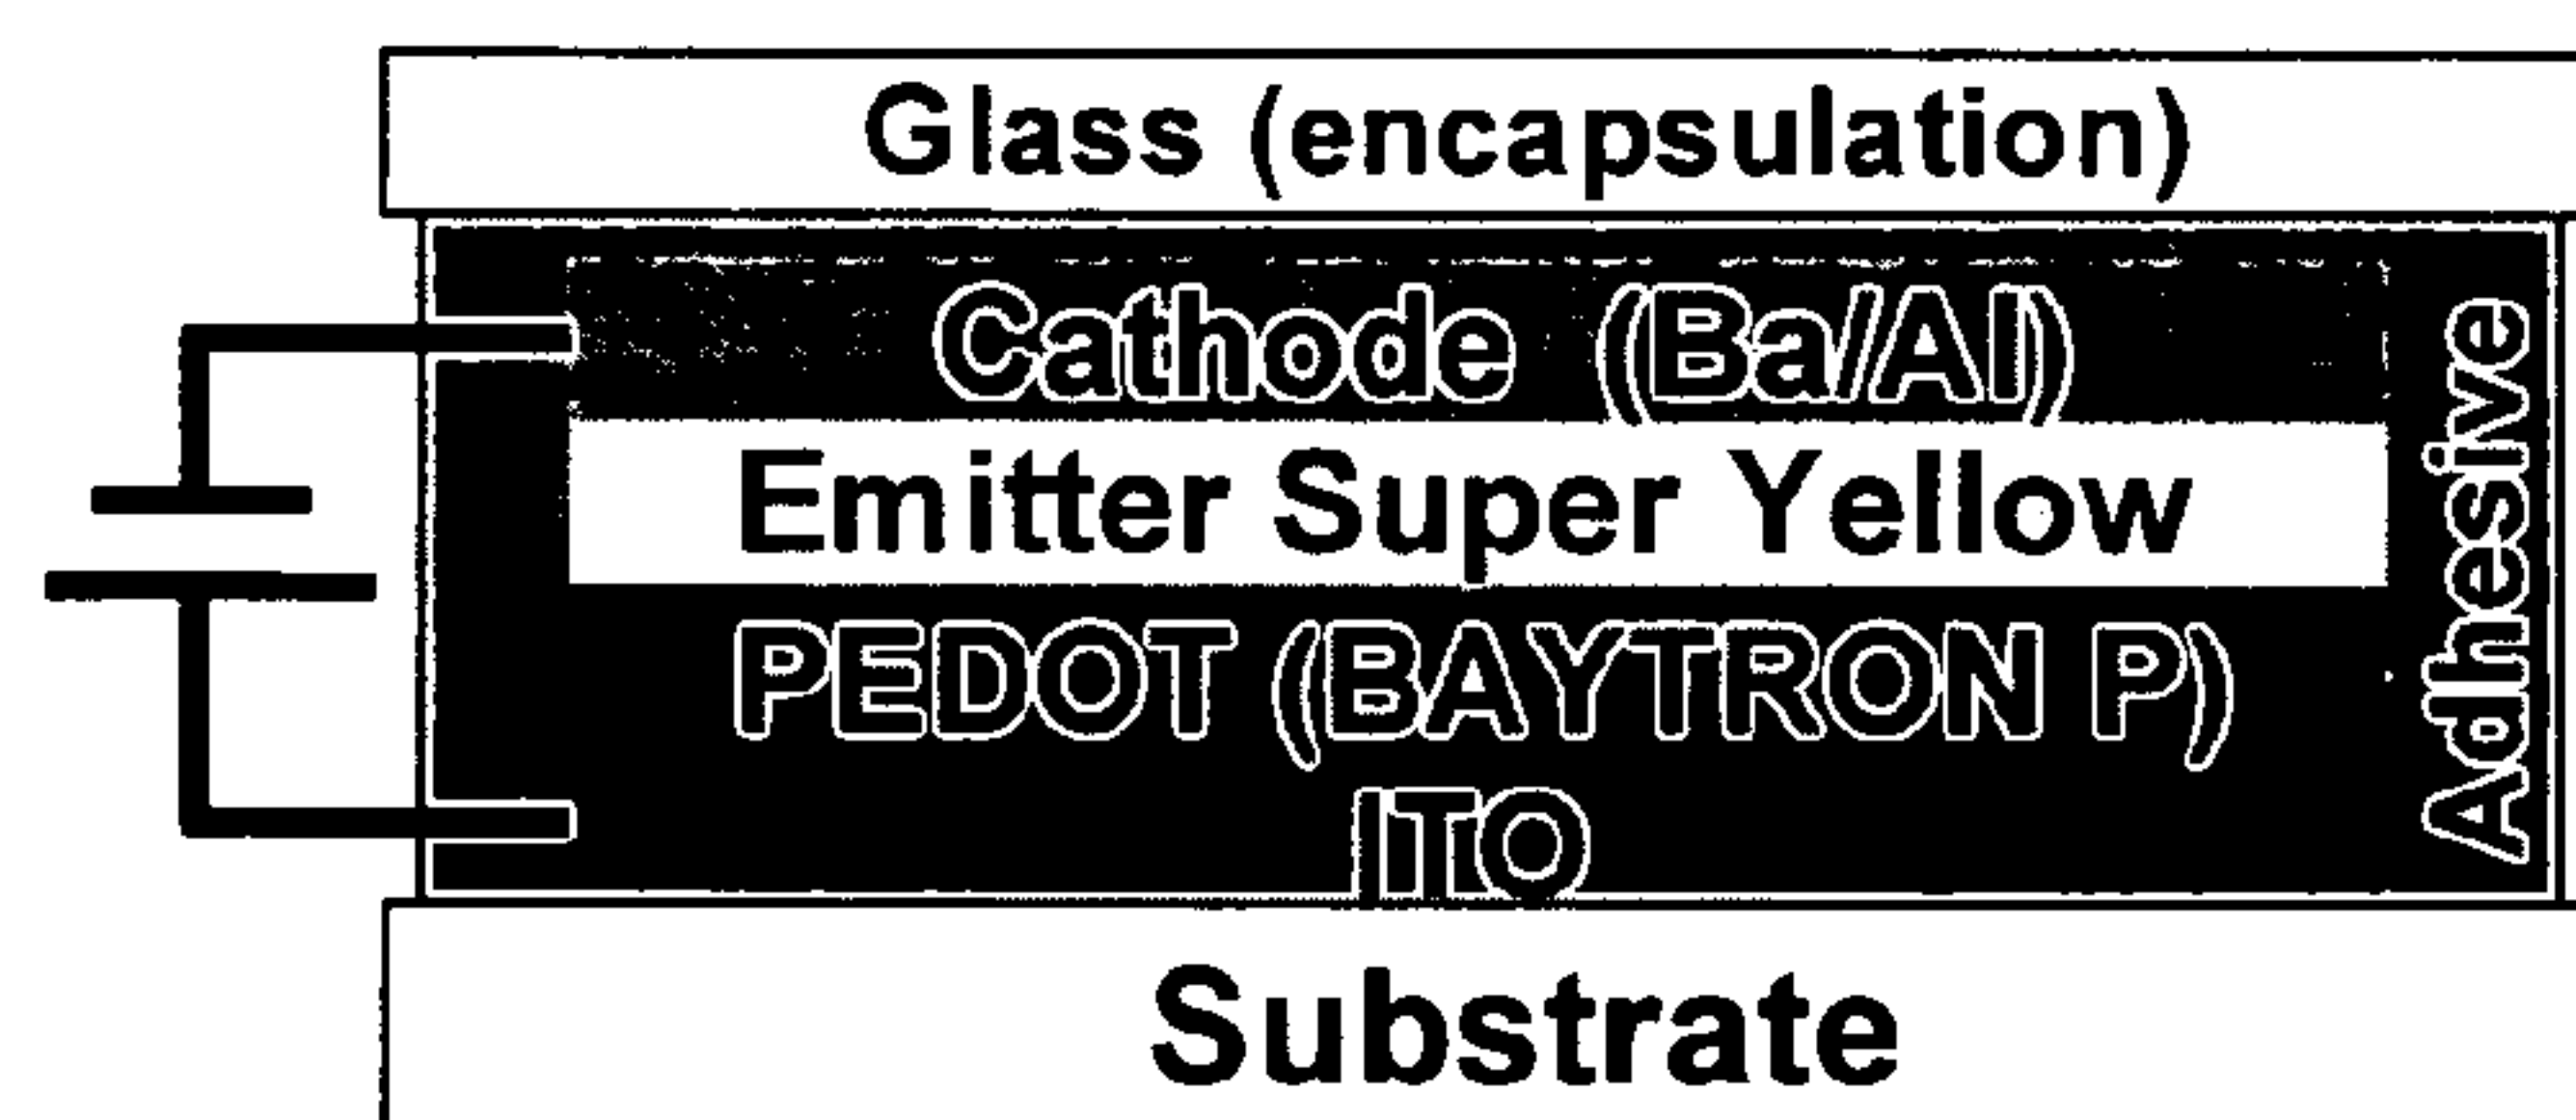 Glass (encapsulation)
Cathode (Ba/Al)
Emitter Super Yellow
PEDOT (BAYTRON P)
ITO
Adhesive
Substrate